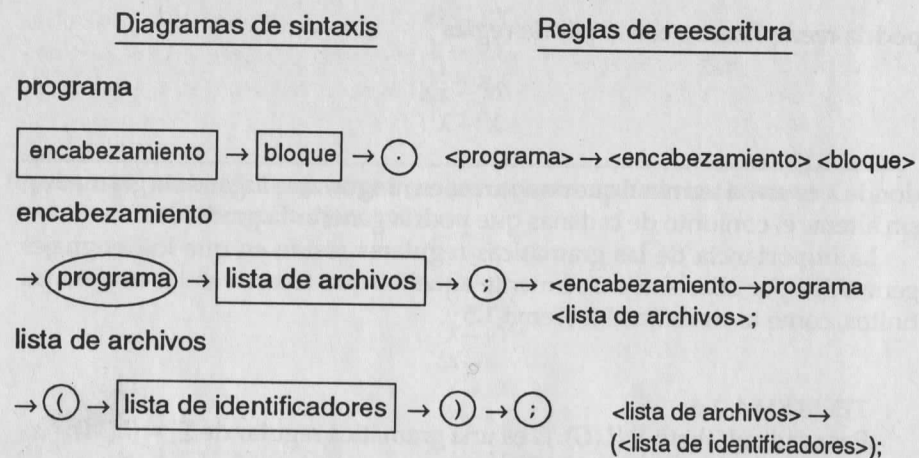 Diagramas de sintaxis
Reglas de reescritura
programa
encabezamiento → bloque → . <programa> → <encabezamiento> <bloque>
encabezamiento
→ programa → lista de archivos → ; → <encabezamiento→programa
<lista de archivos>;
lista de archivos
→ ( → lista de identificadores → ) → ; <lista de archivos> →
(<lista de identificadores>);